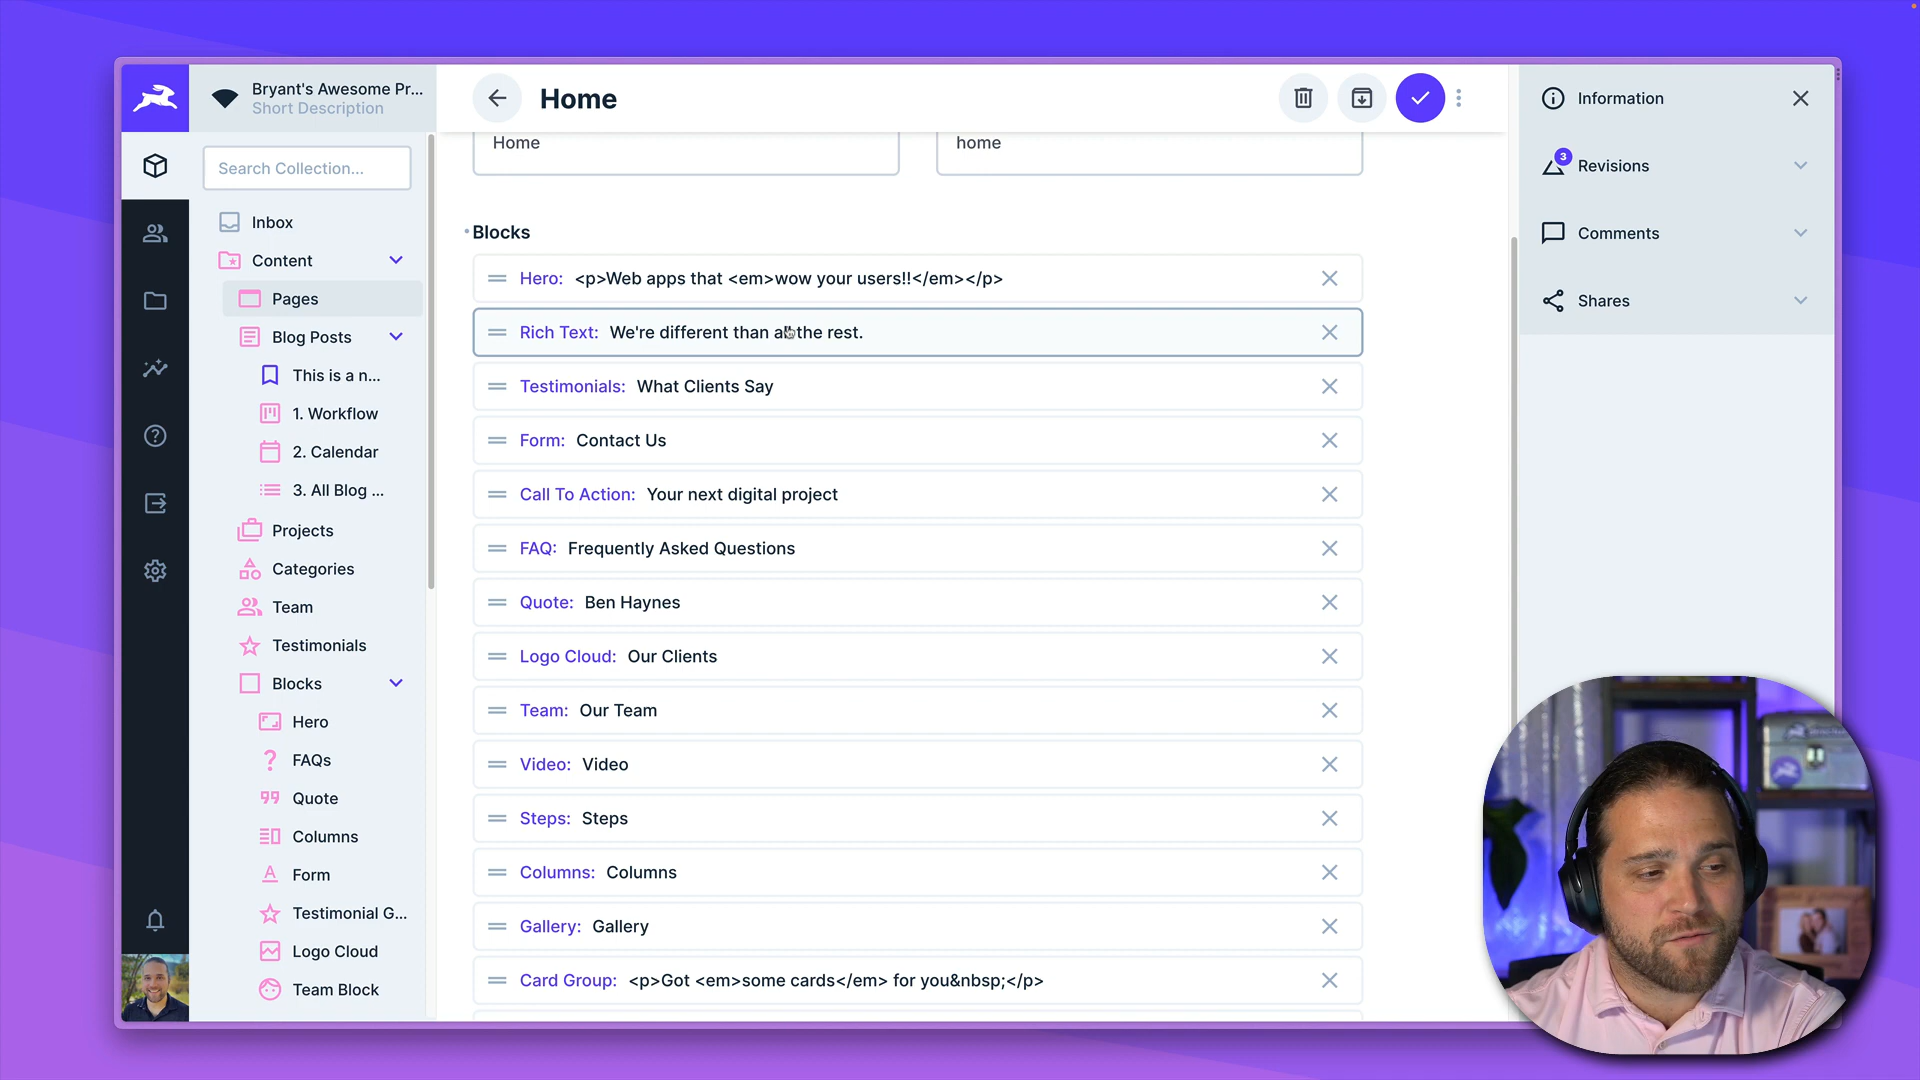 Bryant's Awesome Pr...
Short Description
Search Collection...
Inbox
Content
Pages
Blog Posts
This is a n...
1. Workflow
2. Calendar
3. All Blog ...
Projects
Categories
Team
Testimonials
Blocks
Hero
FAQs
Quote
Columns
Form
Testimonial G...
Logo Cloud
Team Block
Home
Home
home
Blocks
Hero: <p>Web apps that <em>wow your users!!</em></p>
Rich Text: We're different than all the rest.
Testimonials: What Clients Say
Form: Contact Us
Call To Action: Your next digital project
FAQ: Frequently Asked Questions
Quote: Ben Haynes
Logo Cloud: Our Clients
Team: Our Team
Video: Video
Steps: Steps
Columns: Columns
Gallery: Gallery
Card Group: <p>Got <em>some cards</em> for you&nbsp;</p>
Information
3
Revisions
Comments
Shares